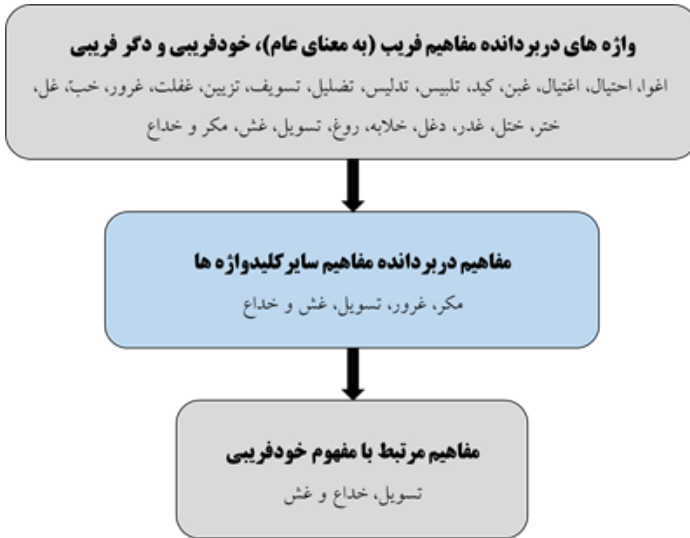 واژه های دربردانده مفاهیم فریب (به معنای عام)، خودفریبی و دگر فریبی
اغوا، احتیال، اغتیال، غبن، کید، تلبیس، تدلیس، تضلیل، تسویف، تزیین، غفلت، غرور، خبّ، غل،
ختر، ختل، غدر، دغل، خلابه، روغ، تسویل، غش، مکر و خداع
مفاهیم دربردانده مفاهیم سایر کلیدواژه ها
مکر، غرور، تسویل، غش و خداع
مفاهیم مرتبط با مفهوم خودفریبی
تسویل، خداع و غش